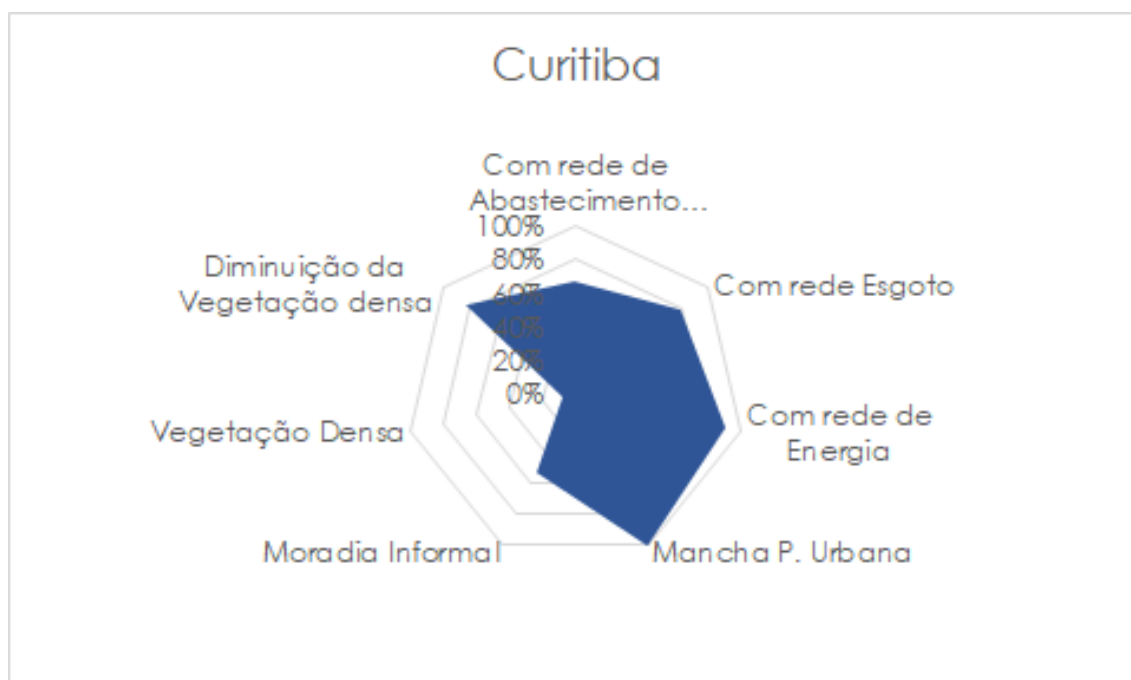 Curitiba
Com rede de
Abastecimento...
100%
80%
60%
40%
20%
0%
Com rede Esgoto
Com rede de
Energia
Mancha P. Urbana
Moradia Informal
Vegetação Densa
Diminuição da
Vegetação densa